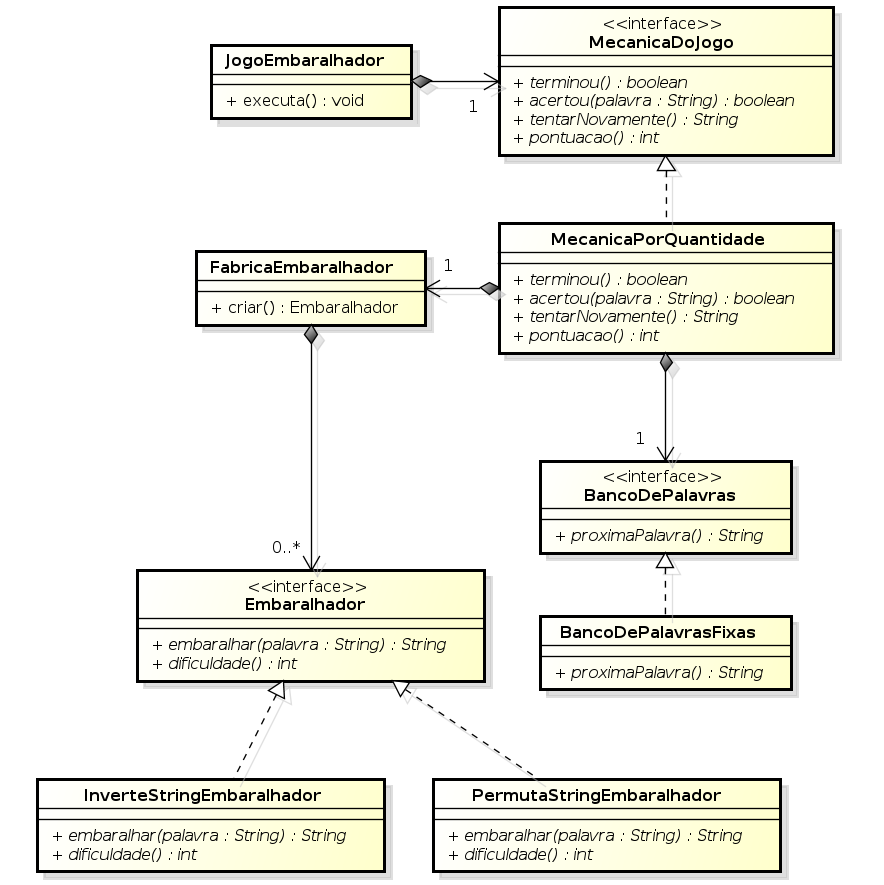 <<interface>>
MecanicaDoJogo
+ terminou() : boolean
+ acertou(palavra : String) : boolean
+ tentarNovamente() : String
+ pontuacao() : int
JogoEmbaralhador
+ executa() : void
1
MecanicaPorQuantidade
+ terminou() : boolean
+ acertou(palavra : String) : boolean
+ tentarNovamente() : String
+ pontuacao() : int
FabricaEmbaralhador
+ criar() : Embaralhador
1
1
<<interface>>
BancoDePalavras
+ proximaPalavra() : String
0..*
<<interface>>
Embaralhador
+ embaralhar(palavra : String) : String
+ dificuldade() : int
BancoDePalavrasFixas
+ proximaPalavra() : String
InverteStringEmbaralhador
+ embaralhar(palavra : String) : String
+ dificuldade() : int
PermutaStringEmbaralhador
+ embaralhar(palavra : String) : String
+ dificuldade() : int